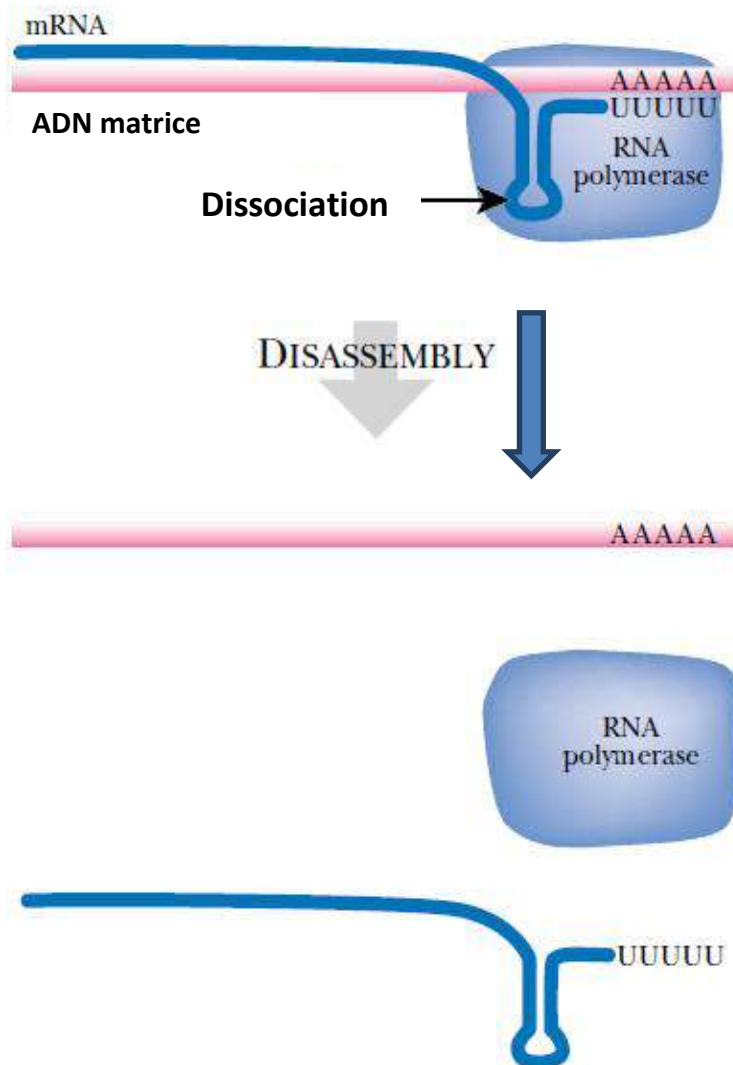 mRNA
AAAAA
ADN matrice
UUUUU
RNA
polymerase
Dissociation
DISASSEMBLY
AAAAA
RNA
polymerase
UUUUU